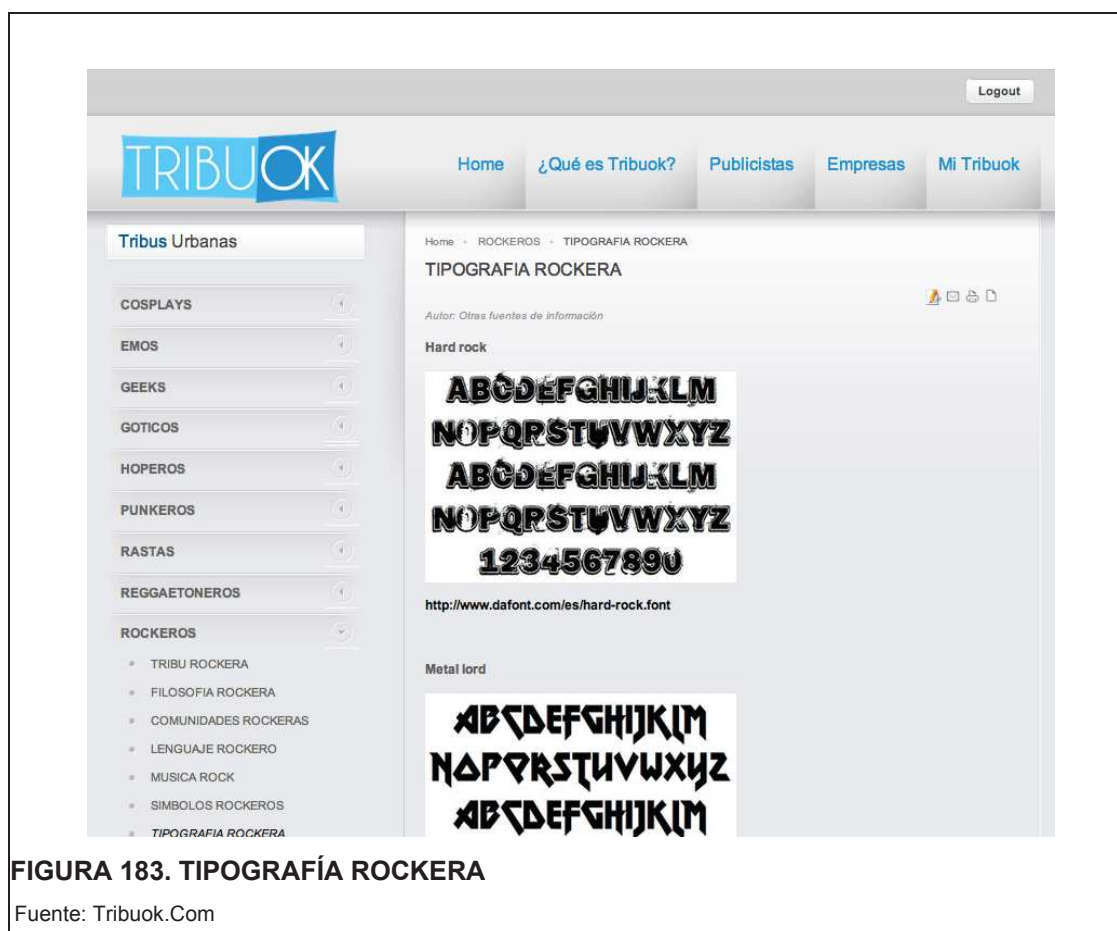 Logout
TRIBUOK
Home ¿Qué es Tribuok? Publicistas Empresas Mi Tribuok
Tribus Urbanas
COSPLAYS
EMOS
GEEKS
GOTICOS
HOPEROS
PUNKEROS
RASTAS
REGGAETONEROS
ROCKEROS
TRIBU ROCKERA
FILOSOFIA ROCKERA
COMUNIDADES ROCKERAS
LENGUAJE ROCKERO
MUSICA ROCK
SIMBOLOS ROCKEROS
TIPOGRAFIA ROCKERA
Home ROCKEROS TIPOGRAFIA ROCKERA
TIPOGRAFIA ROCKERA
Autor: Otras fuentes de información
Hard rock
ABCDEFGHIJKLM
NOPQRSTUVWXYZ
ABCDEFGHIJKLM
NOPQRSTUVWXYZ
1234567890
http://www.dafont.com/es/hard-rock.font
Metal lord
ABCDEFGHIJKLM
NOPQRSTUVWXYZ
ABCDEFGHIJKLM
FIGURA 183. TIPOGRAFÍA ROCKERA
Fuente: Tribuok.Com